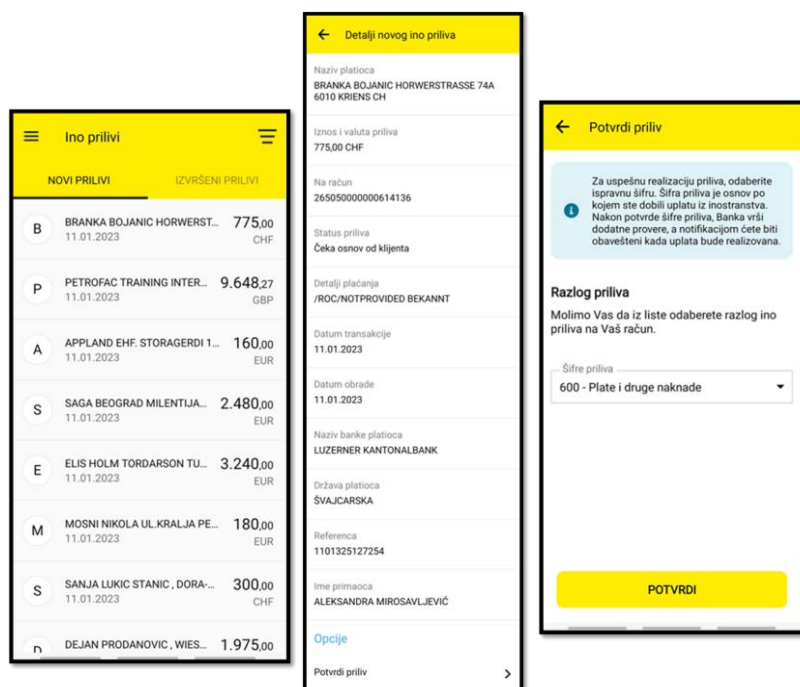 Ino prilivi
NOVI PRILIVI
IZVRŠENI PRILIVI
B
BRANKA BOJANIC HORWERST... 775,00
11.01.2023 CHF
P
PETROFAC TRAINING INTER... 9.648,27
11.01.2023 GBP
A
APPLAND EHF. STORAGERDI 1... 160,00
11.01.2023 EUR
S
SAGA BEOGRAD MILENTIJA... 2.480,00
11.01.2023 EUR
E
ELIS HOLM TORDARSON TU... 3.240,00
11.01.2023 EUR
M
MOSNI NIKOLA UL.KRALJA PE... 180,00
11.01.2023 EUR
S
SANJA LUKIC STANIC , DORA-... 300,00
11.01.2023 CHF
D
DEJAN PRODANOVIC , WIES... 1.975,00
Detalji novog ino priliva
Naziv platioca
BRANKA BOJANIC HORWERSTRASSE 74A
6010 KRIENS CH
Iznos i valuta priliva
775,00 CHF
Na račun
265050000000614136
Status priliva
Čeka osnov od klijenta
Detalji plaćanja
/ROC/NOTPROVIDED BEKANNT
Datum transakcije
11.01.2023
Datum obrade
11.01.2023
Naziv banke platioca
LUZERNER KANTONALBANK
Država platioca
ŠVAJCARSKA
Referenca
1101325127254
Ime primaoca
ALEKSANDRA MIROSAVLJEVIĆ
Opcije
Potvrdi priliv
Potvrdi priliv
Za uspešnu realizaciju priliva, odaberite
ispravnu šifru. Šifra priliva je osnov po
kojem ste dobili uplatu iz inostranstva.
Nakon potvrde šifre priliva, Banka vrši
dodatne provere, a notifikacijom ćete biti
obavešteni kada uplata bude realizovana.
Razlog priliva
Molimo Vas da iz liste odaberete razlog ino
priliva na Vaš račun.
Šifre priliva
600 - Plate i druge naknade
POTVRDI